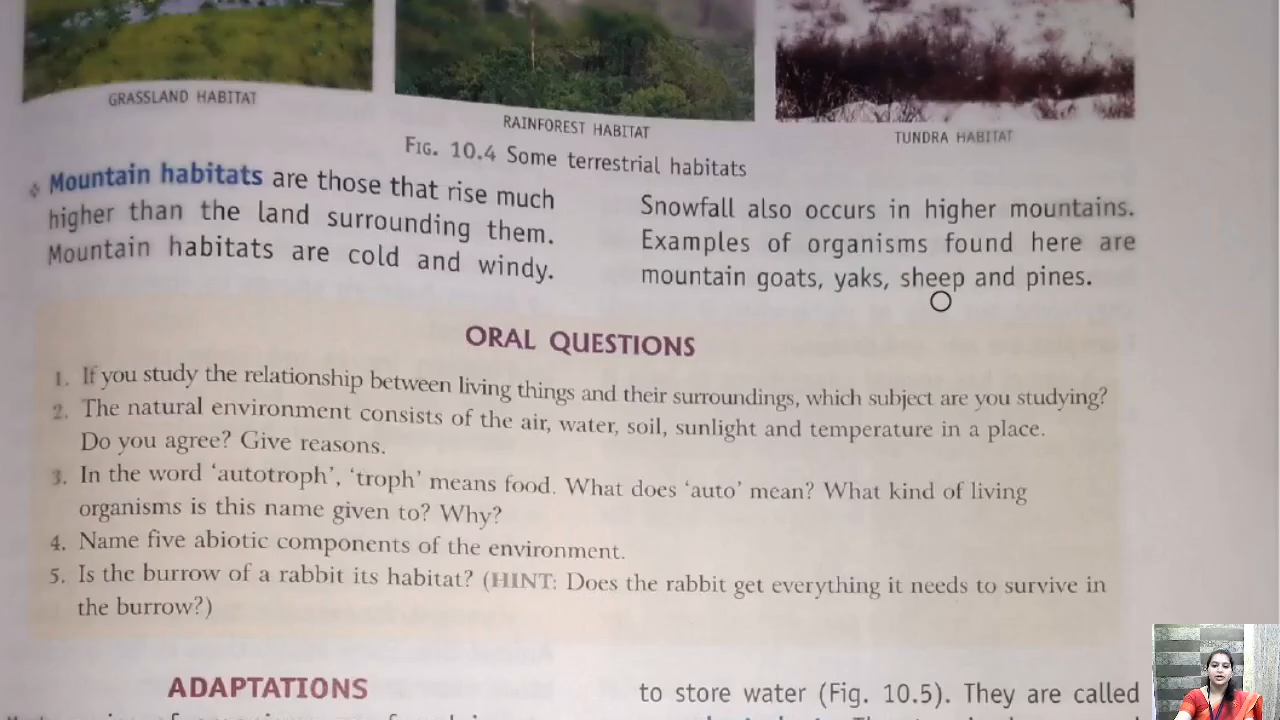 GRASSLAND HABITAT
RAINFOREST HABITAT
TUNDRA HABITAT
FIG. 10.4 Some terrestrial habitats
Mountain habitats are those that rise much
higher than the land surrounding them.
Mountain habitats are cold and windy.
Snowfall also occurs in higher mountains.
Examples of organisms found here are
mountain goats, yaks, sheep and pines.
ORAL QUESTIONS
1. If you study the relationship between living things and their surroundings, which subject are you studying?
2. The natural environment consists of the air, water, soil, sunlight and temperature in a place.
Do you agree? Give reasons.
3. In the word ‘autotroph’, ‘troph’ means food. What does ‘auto’ mean? What kind of living
organisms is this name given to? Why?
4. Name five abiotic components of the environment.
5. Is the burrow of a rabbit its habitat? (HINT: Does the rabbit get everything it needs to survive in
the burrow?)
ADAPTATIONS
to store water (Fig. 10.5). They are called